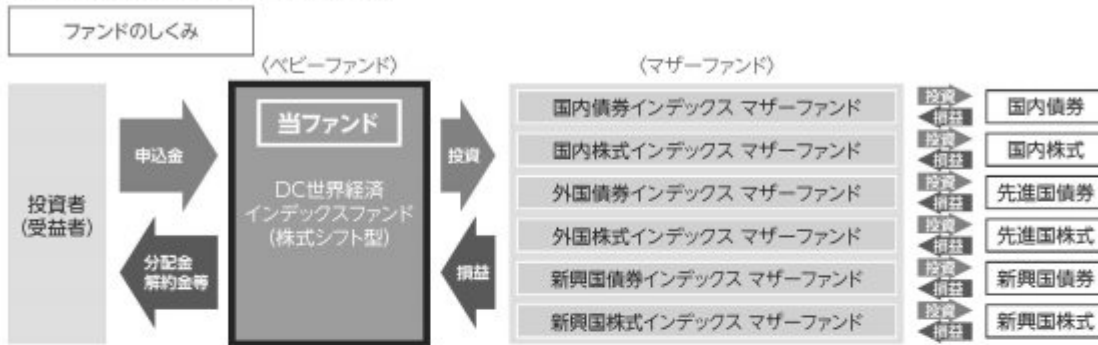 ファンドのしくみ
〈ベビーファンド〉
〈マザーファンド〉
投資者
(受益者)
申込金
分配金
解約金等
当ファンド
DC世界経済
インデックスファンド
(株式シフト型)
投資
損益
国内債券インデックス マザーファンド
投資
損益
国内債券
国内株式インデックス マザーファンド
投資
損益
国内株式
外国債券インデックス マザーファンド
投資
損益
先進国債券
外国株式インデックス マザーファンド
投資
損益
先進国株式
新興国債券インデックス マザーファンド
投資
損益
新興国債券
新興国株式インデックス マザーファンド
投資
損益
新興国株式